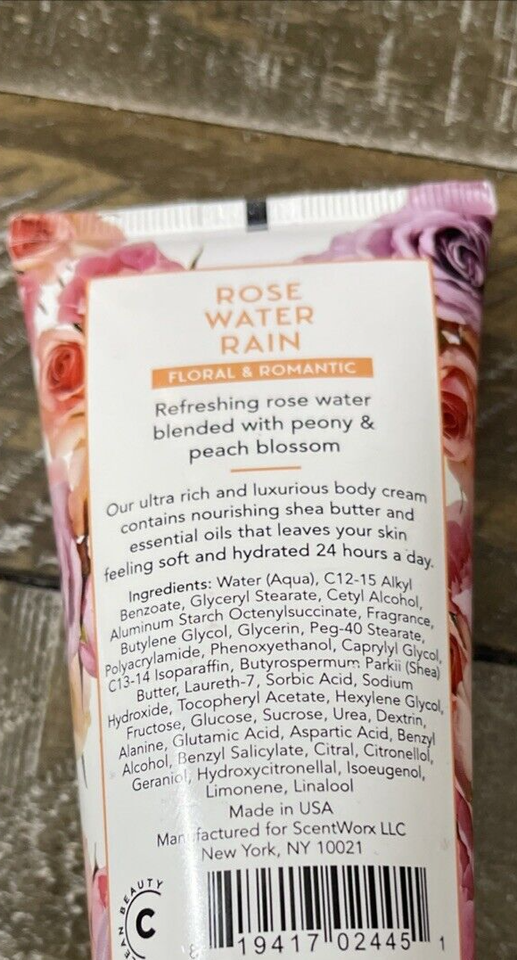 ROSE
WATER
RAIN
FLORAL & ROMANTIC
Refreshing rose water
blended with peony &
peach blossom
Our ultra rich and luxurious body cream
contains nourishing shea butter and
essential oils that leaves your skin
feeling soft and hydrated 24 hours a day.
Ingredients: Water (Aqua), C12-15 Alkyl
Benzoate, Glyceryl Stearate, Cetyl Alcohol,
Aluminum Starch Octenylsuccinate, Fragrance,
Butylene Glycol, Glycerin, Peg-40 Stearate,
Polyacrylamide, Phenoxyethanol, Caprylyl Glycol,
C13-14 Isoparaffin, Butyrospermum Parkii (Shea)
Butter, Laureth-7, Sorbic Acid, Sodium
Hydroxide, Tocopheryl Acetate, Hexylene Glycol,
Fructose, Glucose, Sucrose, Urea, Dextrin,
Alanine, Glutamic Acid, Aspartic Acid, Benzyl
Alcohol, Benzyl Salicylate, Citral, Citronellol,
Geraniol, Hydroxycitronellal, Isoeugenol,
Limonene, Linalool
Made in USA
Manufactured for ScentWorx LLC
New York, NY 10021
CLEAN BEAUTY
C
8 19417 02445 1